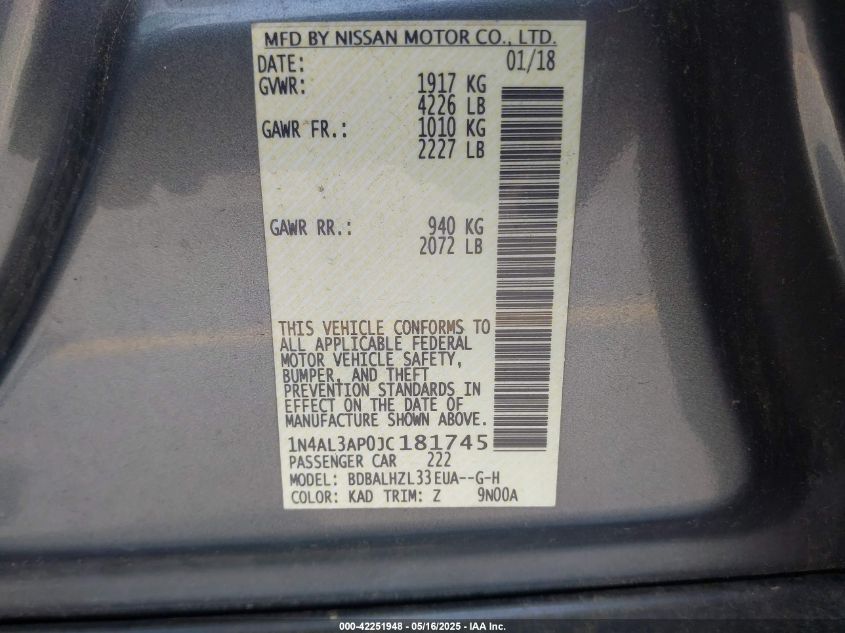 MFD BY NISSAN MOTOR CO., LTD.
DATE: 01/18
GVWR: 1917 KG
4226 LB
GAWR FR.: 1010 KG
2227 LB
GAWR RR.: 940 KG
2072 LB
THIS VEHICLE CONFORMS TO
ALL APPLICABLE FEDERAL
MOTOR VEHICLE SAFETY,
BUMPER, AND THEFT
PREVENTION STANDARDS IN
EFFECT ON THE DATE OF
MANUFACTURE SHOWN ABOVE.
1N4AL3AP0JC181745
PASSENGER CAR 222
MODEL: BDBALHZL33EUA--G-H
COLOR: KAD TRIM: Z 9N00A
000-42251948 - 05/16/2025 - IAA Inc.